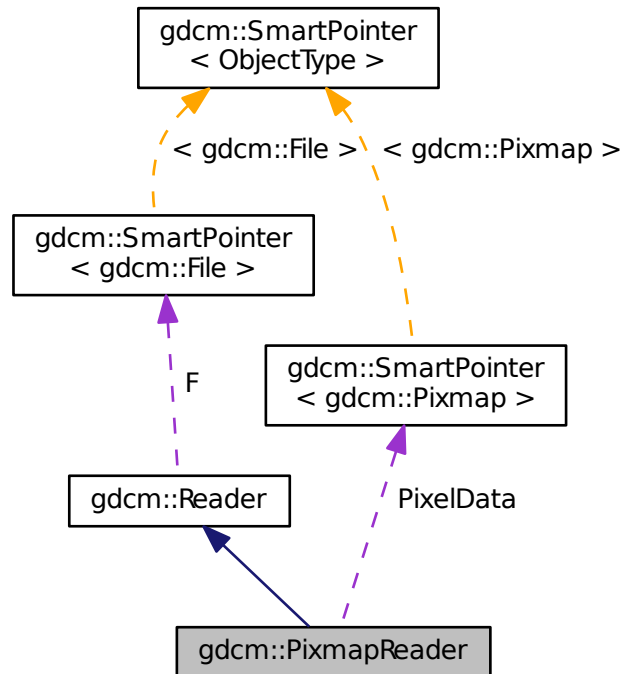 gdcm::SmartPointer
< ObjectType >
< gdcm::File >
< gdcm::Pixmap >
gdcm::SmartPointer
< gdcm::File >
gdcm::SmartPointer
< gdcm::Pixmap >
F
gdcm::Reader
PixelData
gdcm::PixmapReader